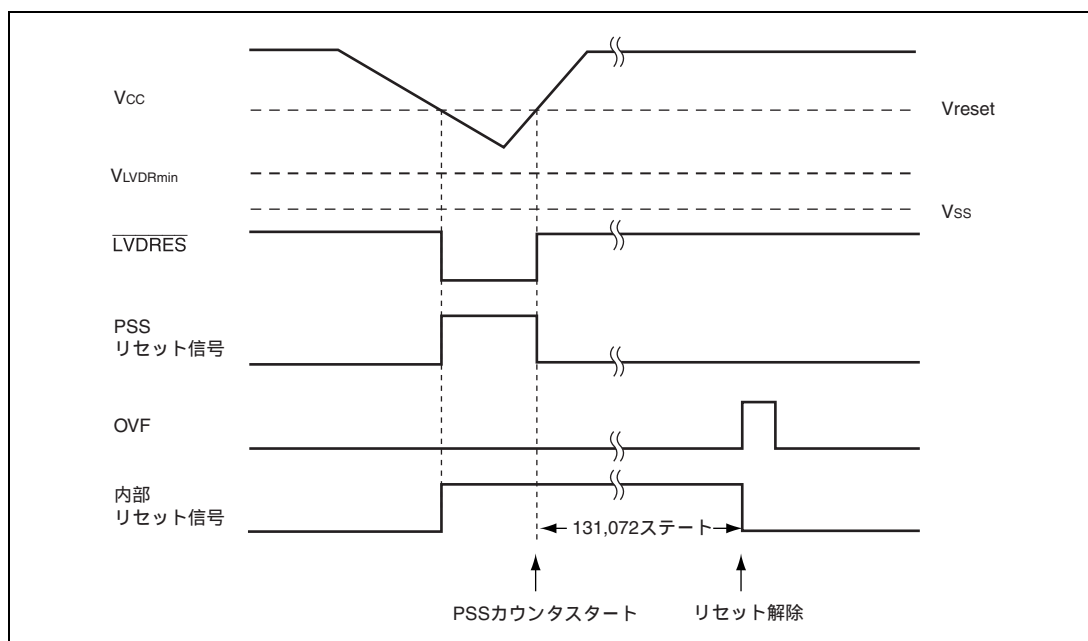 VCC
Vreset
VLVDRmin
VSS
LVDRES
PSS
リセット信号
OVF
内部
リセット信号
131,072ステート
PSSカウンタスタート
リセット解除